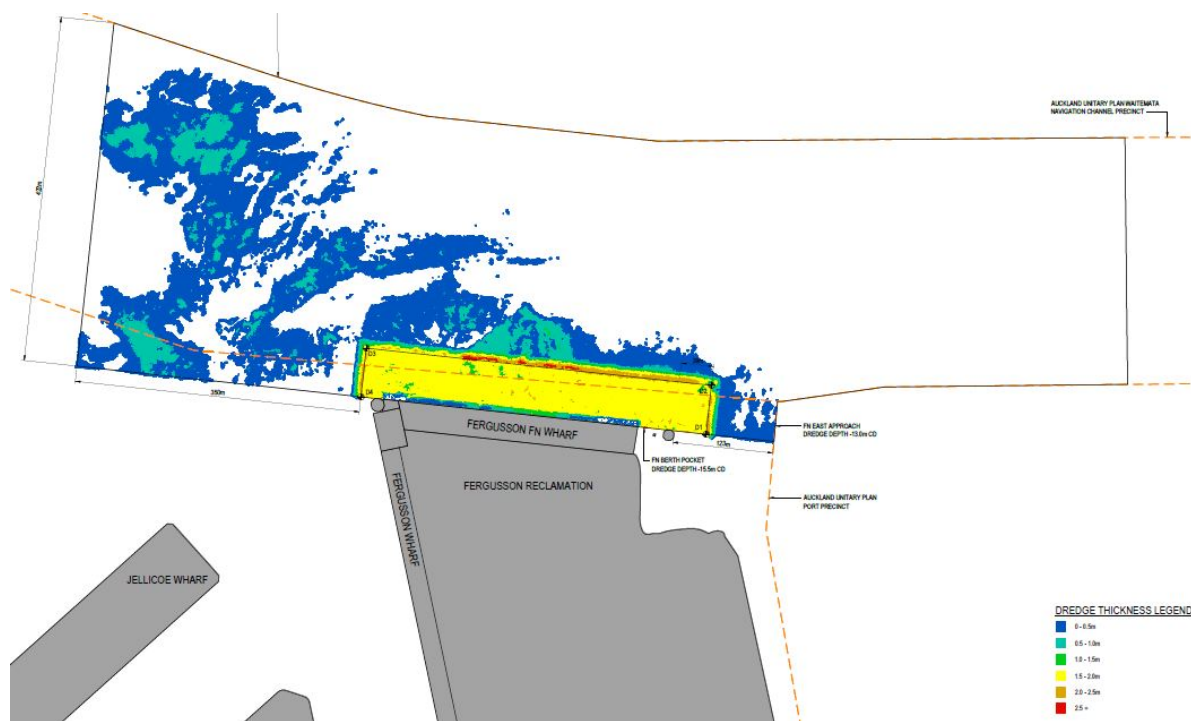 AUCKLAND UNITARY PLAN WAITEMATA
NAVIGATION CHANNEL PRECINCT
D3
D4
D1
350m
123m
FERGUSSON FN WHARF
FN EAST APPROACH
DREDGE DEPTH -13.0m CD
FN BERTH POCKET
DREDGE DEPTH -15.5m CD
FERGUSSON WHARF
FERGUSSON RECLAMATION
AUCKLAND UNITARY PLAN
PORT PRECINCT
JELLICOE WHARF
DREDGE THICKNESS LEGEND
0 - 0.5m
0.5 - 1.0m
1.0 - 1.5m
1.5 - 2.0m
2.0 - 2.5m
2.5 +